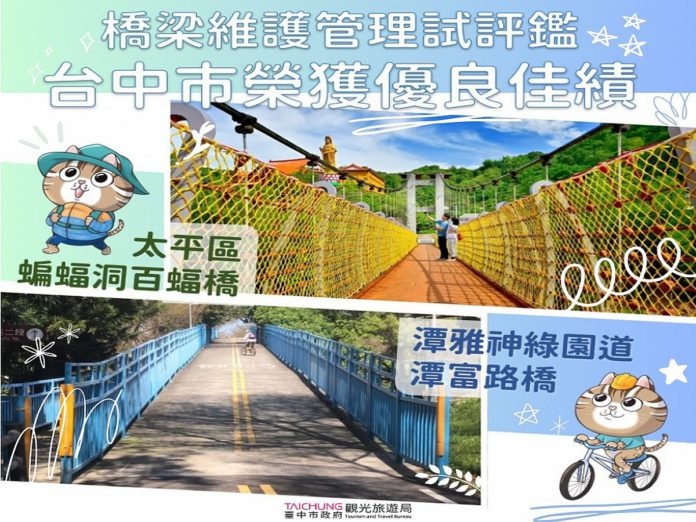 橋梁維護管理試評鑑
台中市榮獲優良佳績
太平區
蝙蝠洞百蝠橋
潭雅神綠園道
潭富路橋
TAICHUNG 觀光旅遊局
臺中市政府 Tourism and Travel Bureau